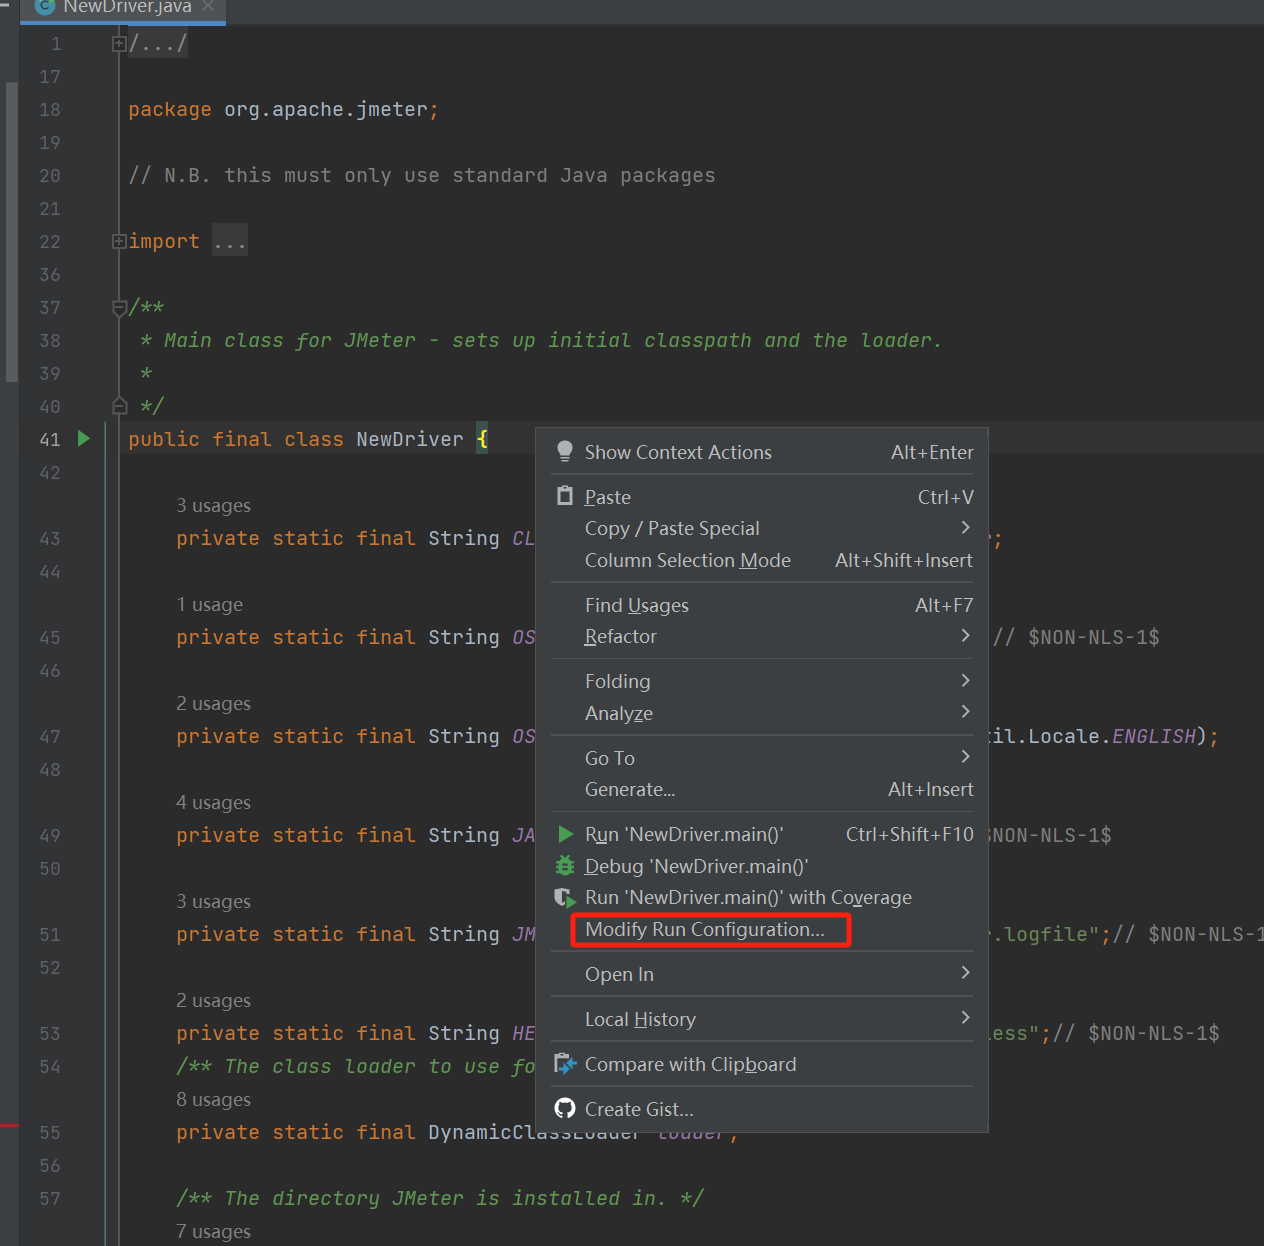 NewDriver.java
1 /.../
17
18 package org.apache.jmeter;
19
20 // N.B. this must only use standard Java packages
21
22 import ...
36
37 /**
38 * Main class for JMeter - sets up initial classpath and the loader.
39 *
40 */
41 public final class NewDriver {
42
3 usages
43 private static final String CL
44
1 usage
45 private static final String OS // $NON-NLS-1$
46
2 usages
47 private static final String OS til.Locale.ENGLISH);
48
4 usages
49 private static final String JA $NON-NLS-1$
50
3 usages
51 private static final String JM r.logfile";// $NON-NLS-1
52
2 usages
53 private static final String HE less";// $NON-NLS-1$
54 /** The class loader to use fo
8 usages
55 private static final DynamicClassLoader loader;
56
57 /** The directory JMeter is installed in. */
7 usages
Show Context Actions Alt+Enter
Paste Ctrl+V
Copy / Paste Special
Column Selection Mode Alt+Shift+Insert
Find Usages Alt+F7
Refactor
Folding
Analyze
Go To
Generate... Alt+Insert
Run 'NewDriver.main()' Ctrl+Shift+F10
Debug 'NewDriver.main()'
Run 'NewDriver.main()' with Coverage
Modify Run Configuration...
Open In
Local History
Compare with Clipboard
Create Gist...